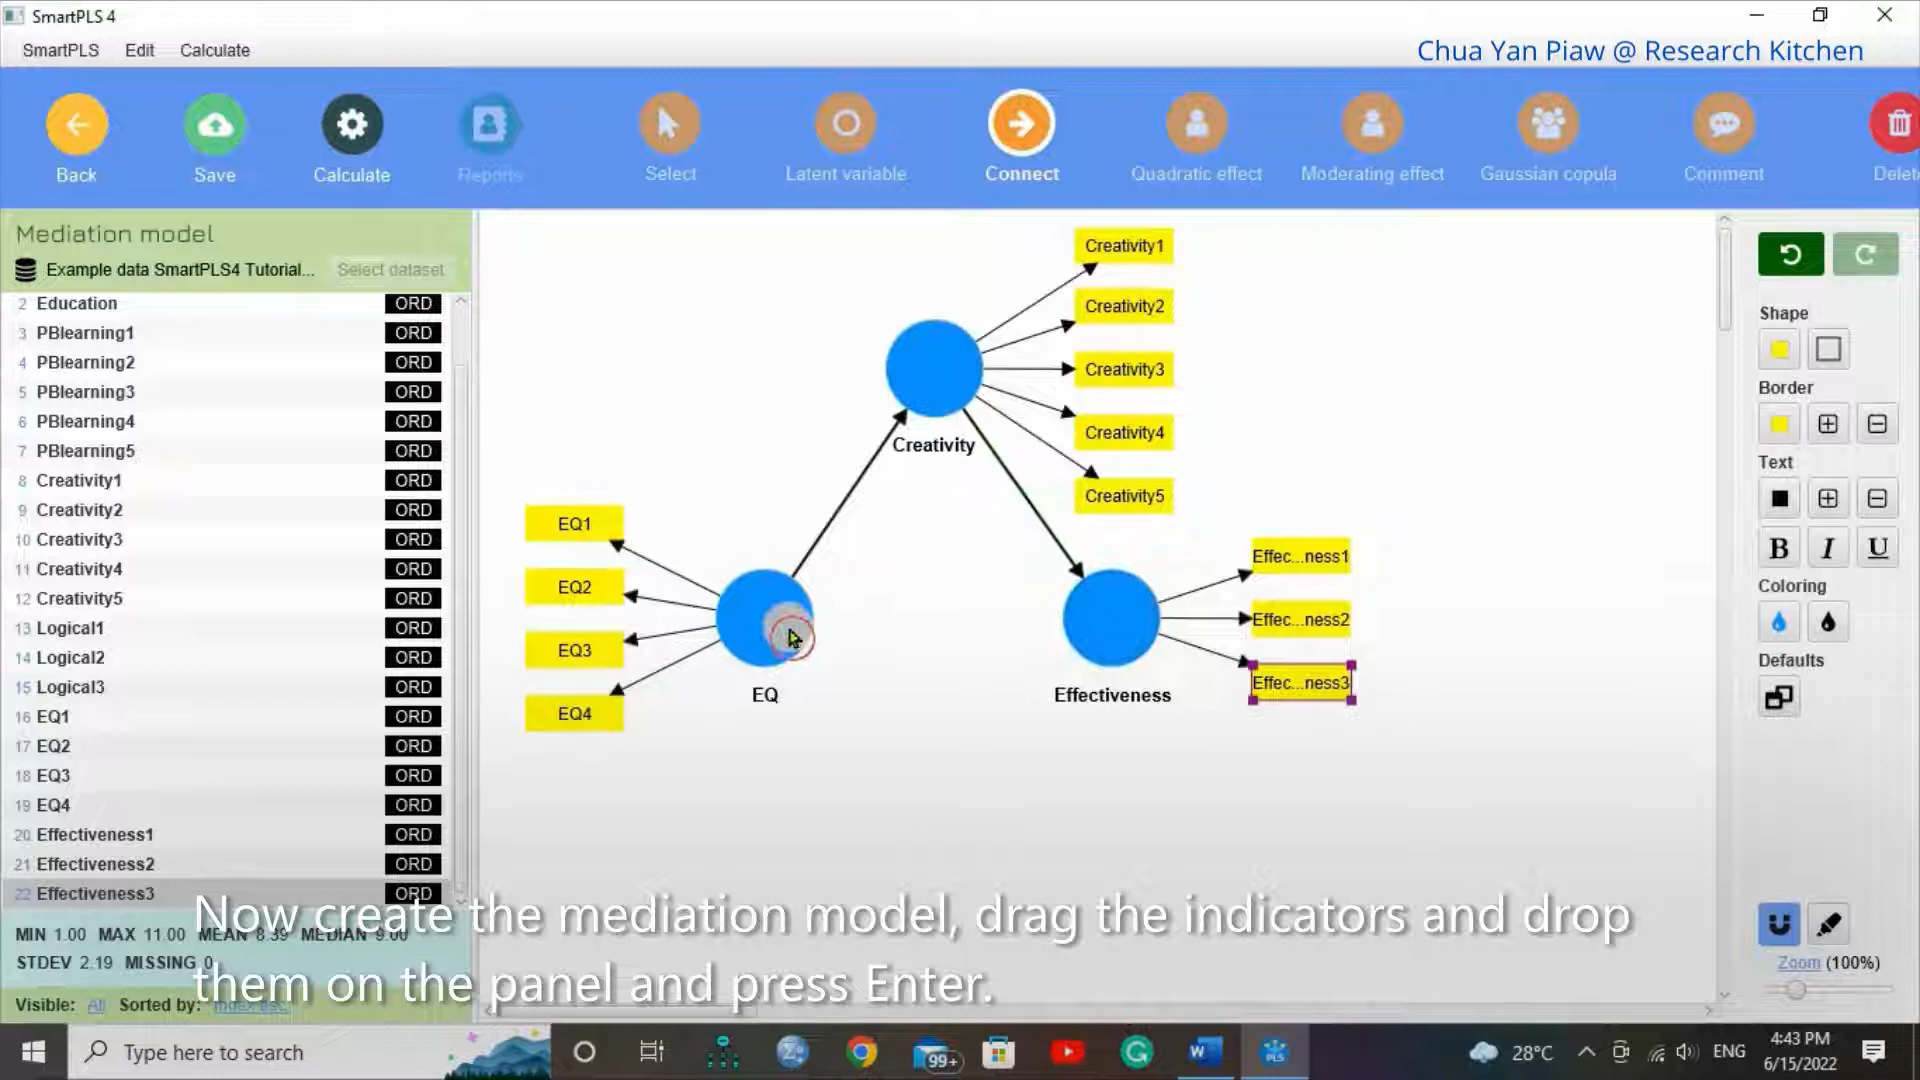 SmartPLS 4
SmartPLS Edit Calculate
Chua Yan Piaw @ Research Kitchen
Back Save Calculate Reports Select Latent variable Connect Quadratic effect Moderating effect Gaussian copula Comment Delet
Mediation model
Example data SmartPLS4 Tutorial... Select dataset
2 Education ORD
3 PBlearning1 ORD
4 PBlearning2 ORD
5 PBlearning3 ORD
6 PBlearning4 ORD
7 PBlearning5 ORD
8 Creativity1 ORD
9 Creativity2 ORD
10 Creativity3 ORD
11 Creativity4 ORD
12 Creativity5 ORD
13 Logical1 ORD
14 Logical2 ORD
15 Logical3 ORD
16 EQ1 ORD
17 EQ2 ORD
18 EQ3 ORD
19 EQ4 ORD
20 Effectiveness1 ORD
21 Effectiveness2 ORD
22 Effectiveness3 ORD
MIN 1.00 MAX 11.00 MEAN 8.39 MEDIAN 9.00
STDEV 2.19 MISSING 0
Visible: All Sorted by:
Creativity1
Creativity2
Creativity3
Creativity4
Creativity5
Creativity
EQ1
EQ2
EQ3
EQ4
EQ
Effec...ness1
Effec...ness2
Effec...ness3
Effectiveness
Shape
Border
Text
B I U
Coloring
Defaults
Zoom (100%)
Now create the mediation model, drag the indicators and drop
them on the panel and press Enter.
Type here to search
99+
W
PLS
28°C
ENG
4:43 PM
6/15/2022